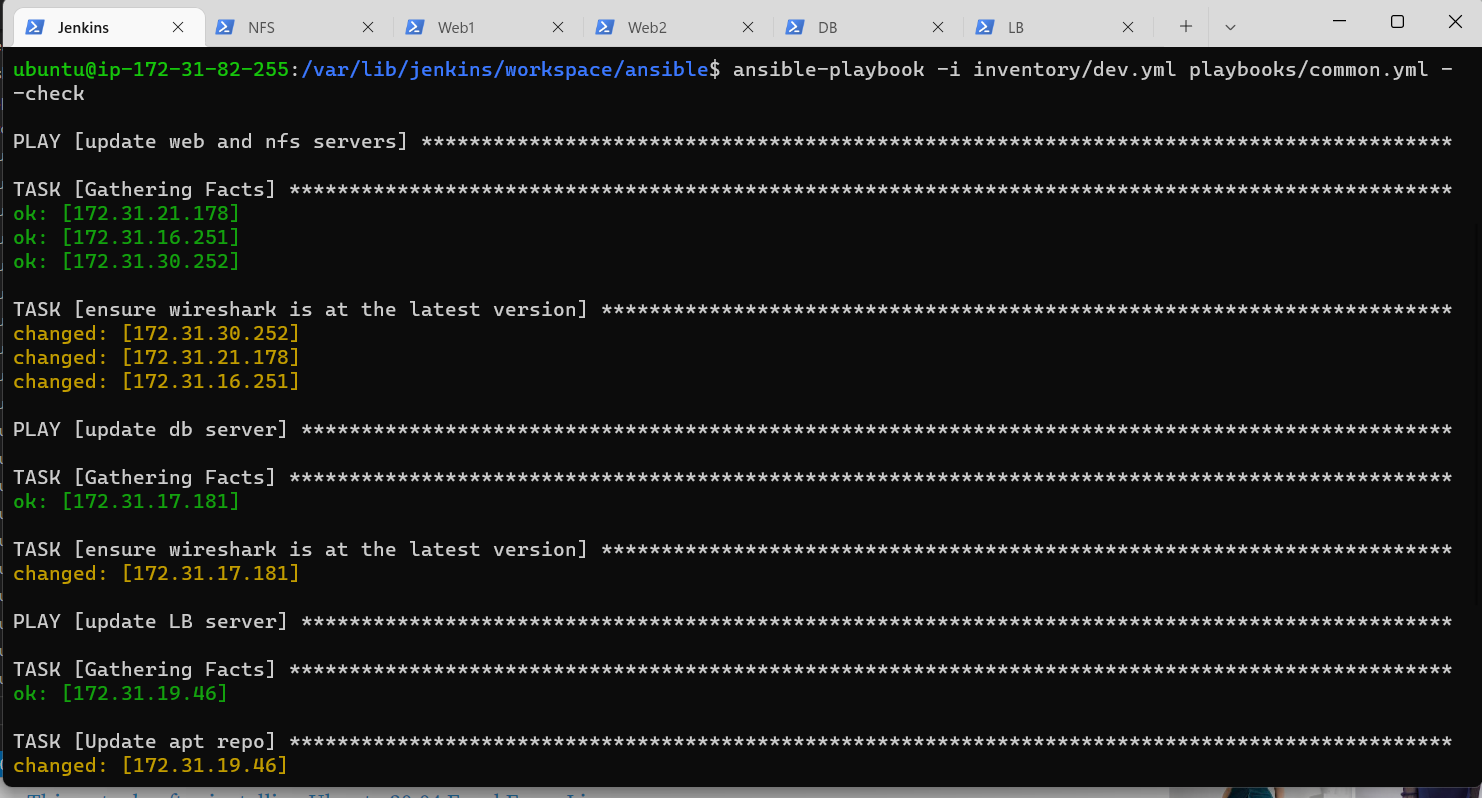 Jenkins NFS Web1 Web2 DB LB
ubuntu@ip-172-31-82-255:/var/lib/jenkins/workspace/ansible$ ansible-playbook -i inventory/dev.yml playbooks/common.yml -
-check
PLAY [update web and nfs servers] **************************************************************************************
TASK [Gathering Facts] *************************************************************************************************
ok: [172.31.21.178]
ok: [172.31.16.251]
ok: [172.31.30.252]
TASK [ensure wireshark is at the latest version] ***********************************************************************
changed: [172.31.30.252]
changed: [172.31.21.178]
changed: [172.31.16.251]
PLAY [update db server] ************************************************************************************************
TASK [Gathering Facts] *************************************************************************************************
ok: [172.31.17.181]
TASK [ensure wireshark is at the latest version] ***********************************************************************
changed: [172.31.17.181]
PLAY [update LB server] ************************************************************************************************
TASK [Gathering Facts] *************************************************************************************************
ok: [172.31.19.46]
TASK [Update apt repo] *************************************************************************************************
changed: [172.31.19.46]